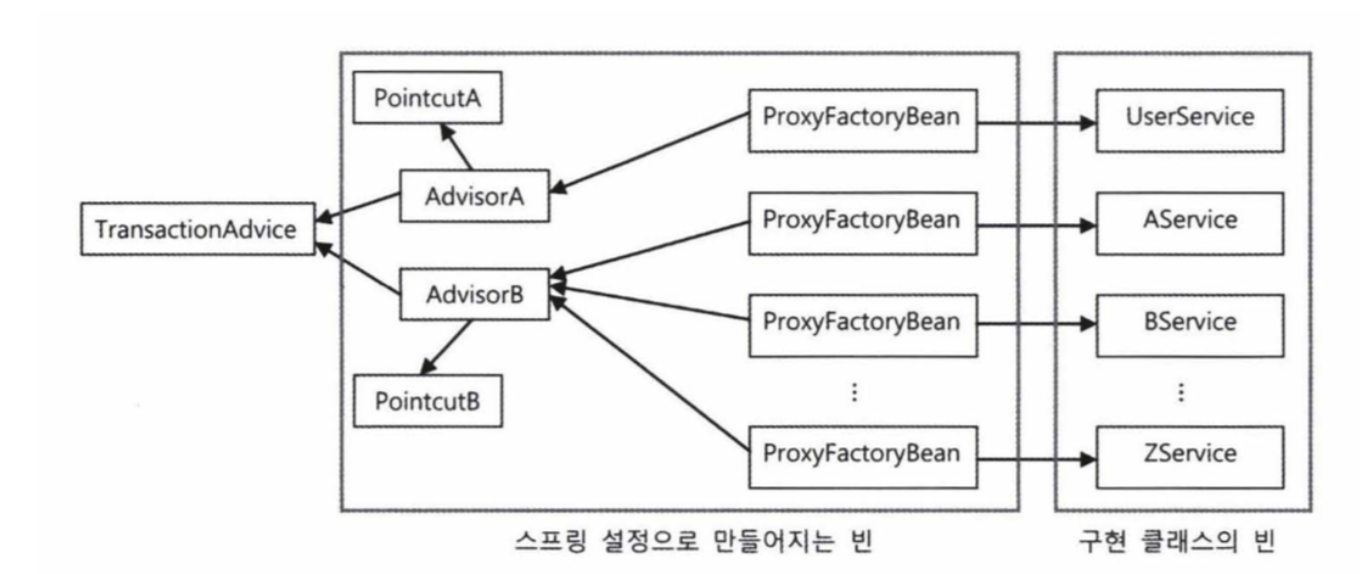 PointcutA
ProxyFactoryBean
UserService
AdvisorA
TransactionAdvice
ProxyFactoryBean
AService
AdvisorB
ProxyFactoryBean
BService
PointcutB
ProxyFactoryBean
ZService
스프링 설정으로 만들어지는 빈
구현 클래스의 빈